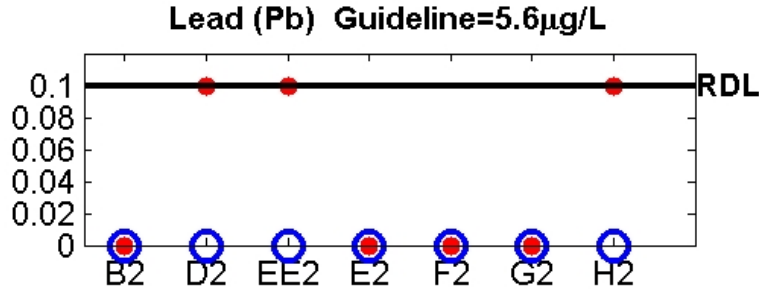 Lead (Pb)  Guideline=5.6μg/L
0.1
RDL
0.08
0.06
0.04
0.02
0
B2 D2 EE2 E2 F2 G2 H2